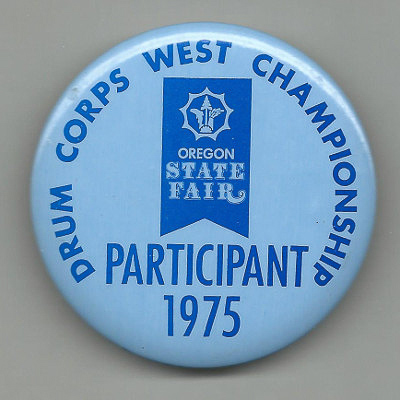 DRUM CORPS WEST CHAMPIONSHIP
OREGON
STATE
FAIR
PARTICIPANT
1975